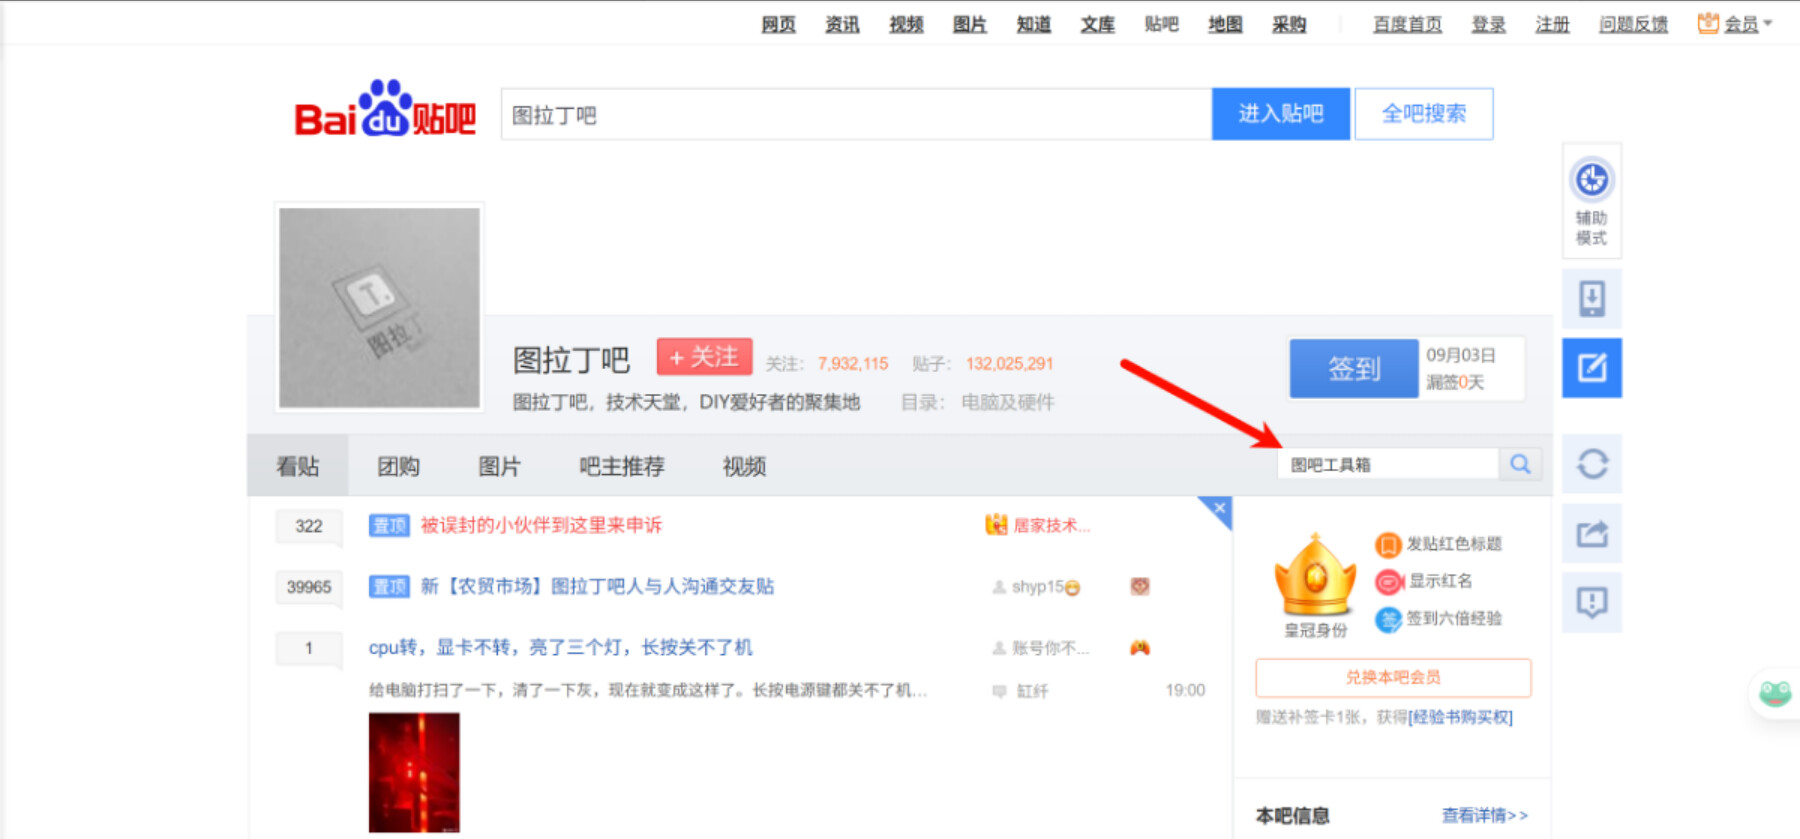 网页 资讯 视频 图片 知道 文库 贴吧 地图 采购 百度首页 登录 注册 问题反馈 会员
Bai du 贴吧 图拉丁吧 进入贴吧 全吧搜索
辅助
模式
T.
图拉丁
图拉丁吧 + 关注 关注: 7,932,115 贴子: 132,025,291
图拉丁吧，技术天堂，DIY爱好者的聚集地 目录: 电脑及硬件
签到 09月03日
漏签0天
看贴 团购 图片 吧主推荐 视频 图吧工具箱
322 置顶 被误封的小伙伴到这里来申诉 居家技术...
39965 置顶 新【农贸市场】图拉丁吧人与人沟通交友贴 shyp15
1 cpu转，显卡不转，亮了三个灯，长按关不了机 账号你不...
给电脑打扫了一下，清了一下灰，现在就变成这样了。长按电源键都关不了机... 缸纤 19:00
皇冠身份
发贴红色标题
显示红名
签 签到六倍经验
兑换本吧会员
赠送补签卡1张，获得[经验书购买权]
本吧信息 查看详情>>